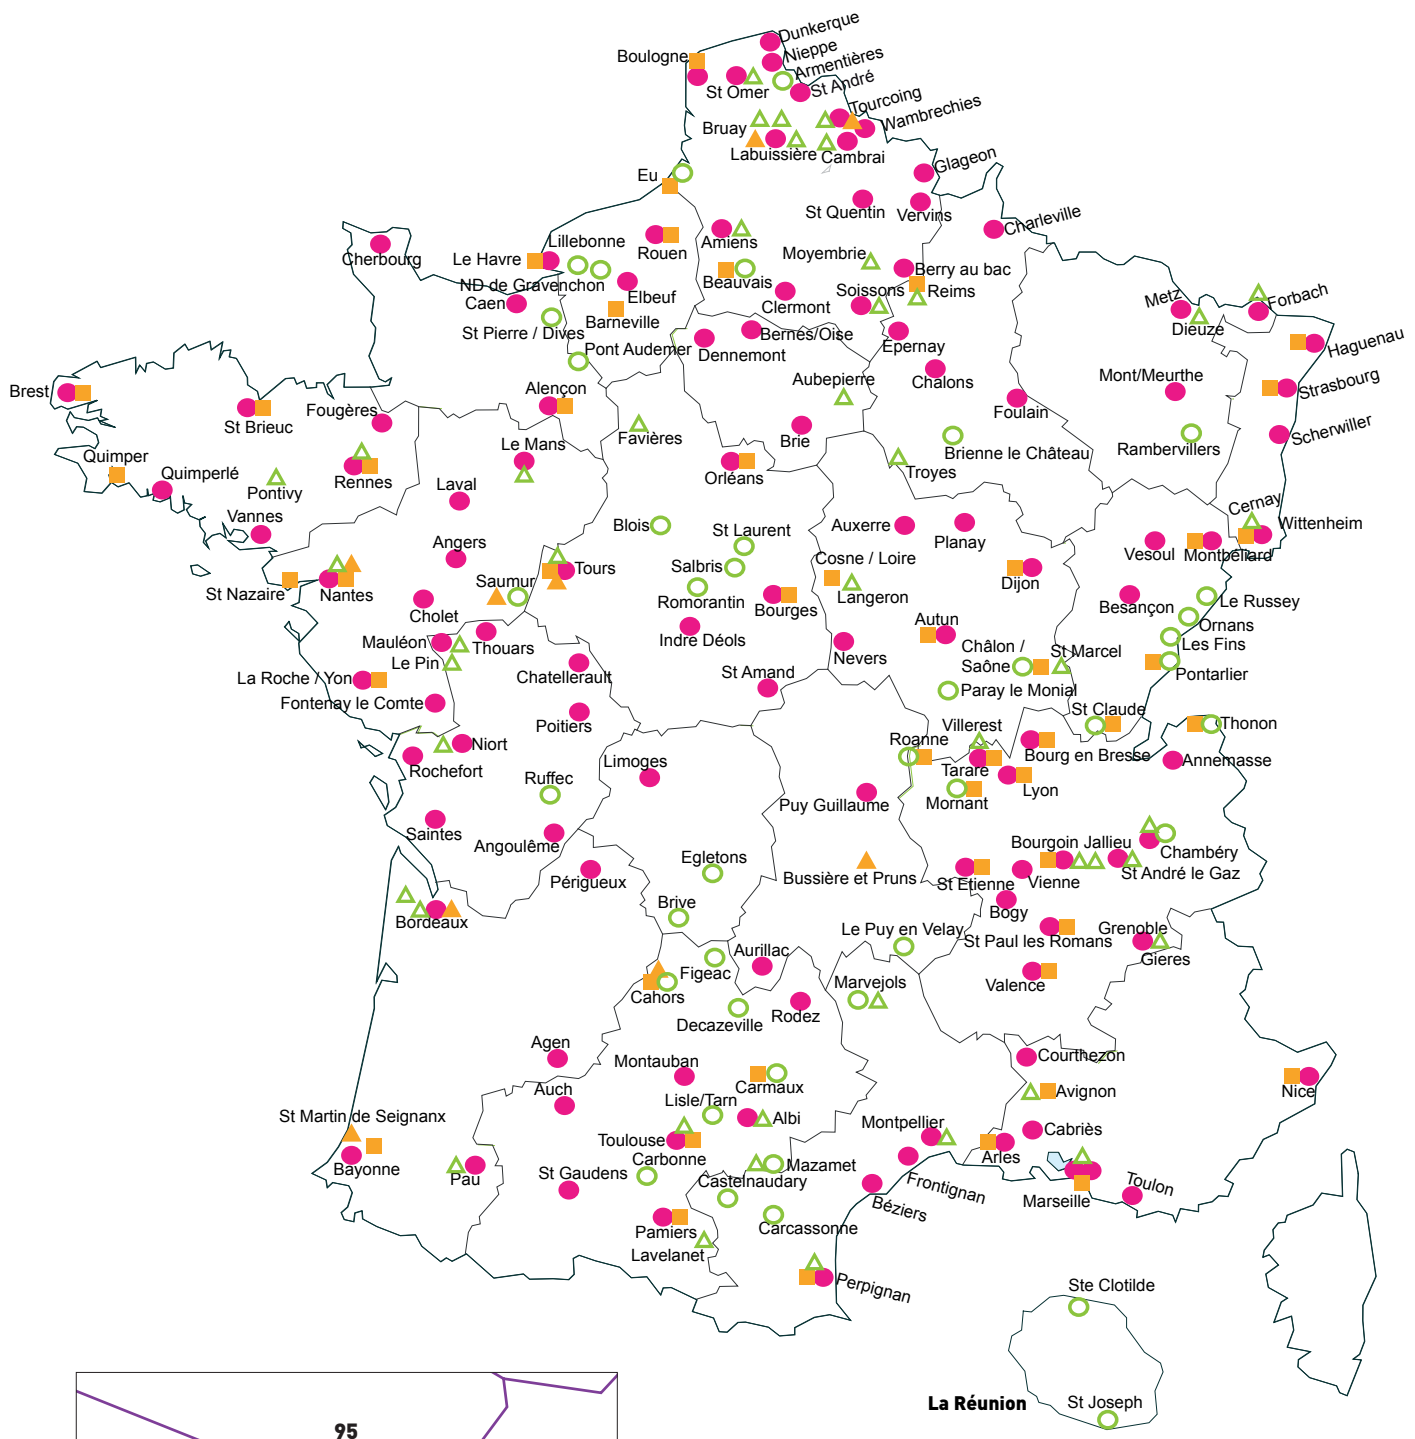 Dunkerque
Nieppe
Boulogne
Armentières
St Omer
St André
Tourcoing
Wambrechies
Bruay
Labuissière
Cambrai
Glageon
Eu
St Quentin
Vervins
Charleville
Cherbourg
Lillebonne
Le Havre
Rouen
Amiens
Moyembrie
Berry au bac
ND de Gravenchon
Elbeuf
Beauvais
Clermont
Soissons
Reims
Metz
Forbach
Caen
Barneville
Dieuze
St Pierre / Dives
Bernes/Oise
Epernay
Haguenau
Pont Audemer
Dennemont
Chalons
Aubepierre
Mont/Meurthe
Strasbourg
Brest
Alençon
Foulain
St Brieuc
Fougères
Favières
Brie
Scherwiller
Le Mans
Brienne le Château
Rambervillers
Quimper
Quimperlé
Pontivy
Rennes
Orléans
Troyes
Laval
Cernay
Vannes
Blois
St Laurent
Auxerre
Planay
Wittenheim
Angers
Vesoul
Montbéliard
Cosne / Loire
St Nazaire
Nantes
Saumur
Tours
Salbris
Dijon
Romorantin
Bourges
Langeron
Besançon
Le Russey
Cholet
Ornans
Mauléon
Thouars
Indre Déols
Autun
Nevers
Châlon /
Saône
St Marcel
Les Fins
Le Pin
Chatellerault
St Amand
Pontarlier
La Roche / Yon
Paray le Monial
Fontenay le Comte
Poitiers
St Claude
Thonon
Villerest
Niort
Roanne
Bourg en Bresse
Rochefort
Limoges
Tarare
Annemasse
Ruffec
Puy Guillaume
Mornant
Lyon
Saintes
Angoulême
Bourgoin Jallieu
Chambéry
Egletons
Périgueux
Bussière et Pruns
St Etienne
Vienne
St André le Gaz
Brive
Bogy
Bordeaux
Le Puy en Velay
St Paul les Romans
Grenoble
Gieres
Aurillac
Figeac
Cahors
Marvejols
Valence
Decazeville
Rodez
Agen
Montauban
Courthezon
Carmaux
Auch
Lisle/Tarn
Avignon
Nice
St Martin de Seignanx
Albi
Montpellier
Cabriès
Toulouse
Carbonne
Arles
Bayonne
Pau
St Gaudens
Mazamet
Castelnaudary
Frontignan
Marseille
Toulon
Béziers
Pamiers
Carcassonne
Lavelanet
Perpignan
Ste Clotilde
La Réunion
St Joseph
95